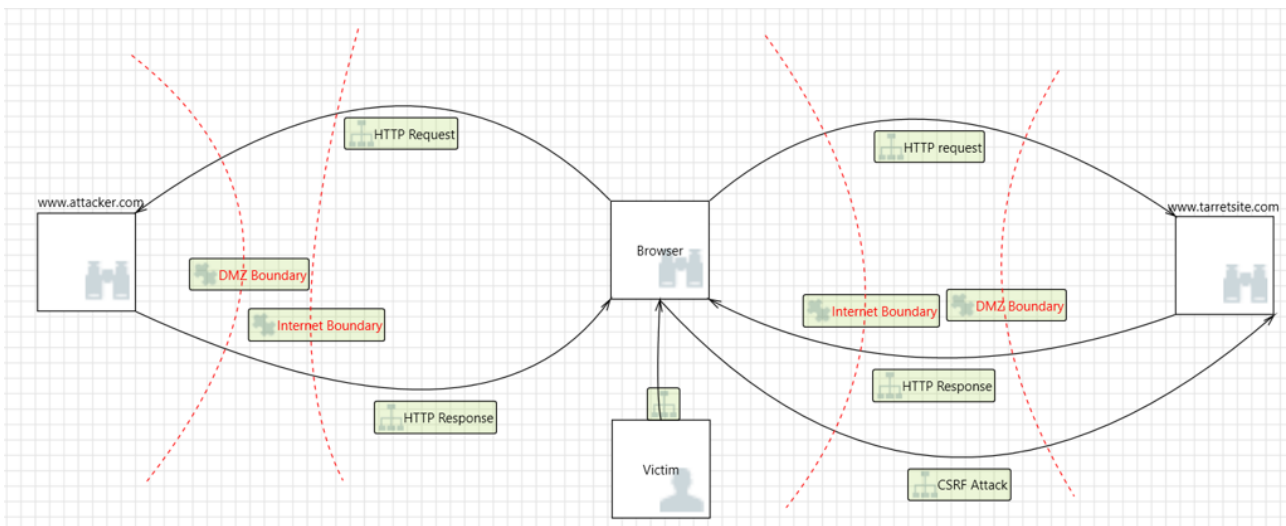 HTTP Request
HTTP request
www.attacker.com
www.tarretsite.com
Browser
DMZ Boundary
Internet Boundary
Internet Boundary
DMZ Boundary
HTTP Response
HTTP Response
Victim
CSRF Attack